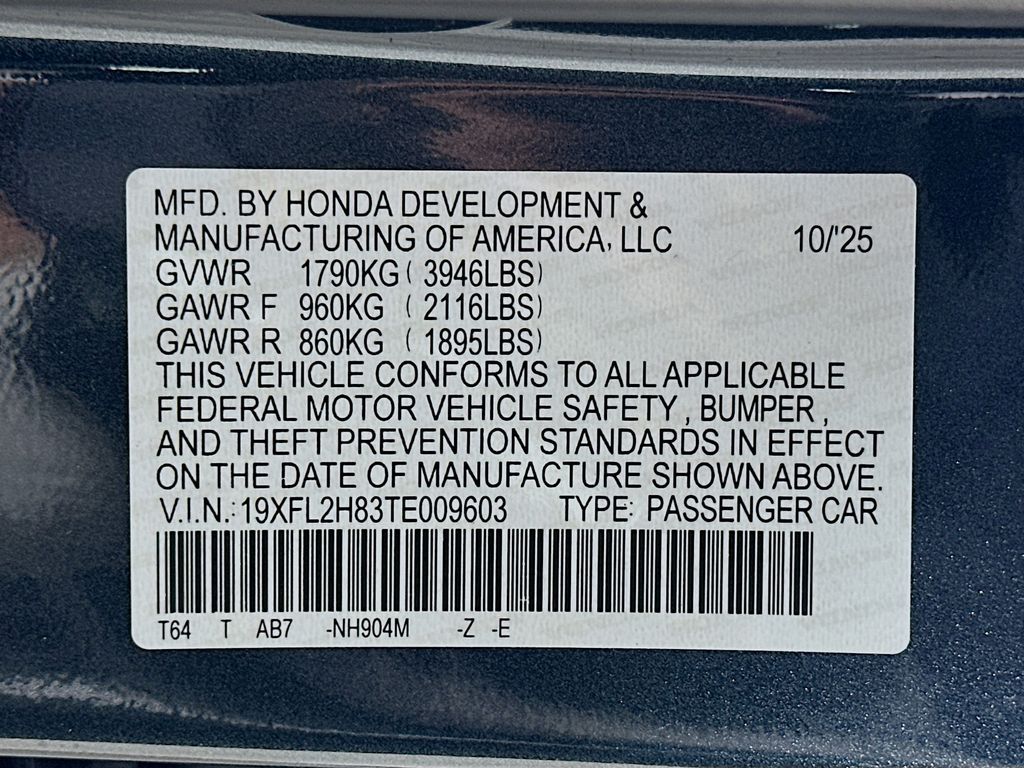 MFD. BY HONDA DEVELOPMENT &
MANUFACTURING OF AMERICA, LLC 10/'25
GVWR 1790KG ( 3946LBS)
GAWR F 960KG ( 2116LBS)
GAWR R 860KG ( 1895LBS)
THIS VEHICLE CONFORMS TO ALL APPLICABLE
FEDERAL MOTOR VEHICLE SAFETY , BUMPER ,
AND THEFT PREVENTION STANDARDS IN EFFECT
ON THE DATE OF MANUFACTURE SHOWN ABOVE.
V.I.N.: 19XFL2H83TE009603 TYPE: PASSENGER CAR
T64 T AB7 -NH904M -Z -E